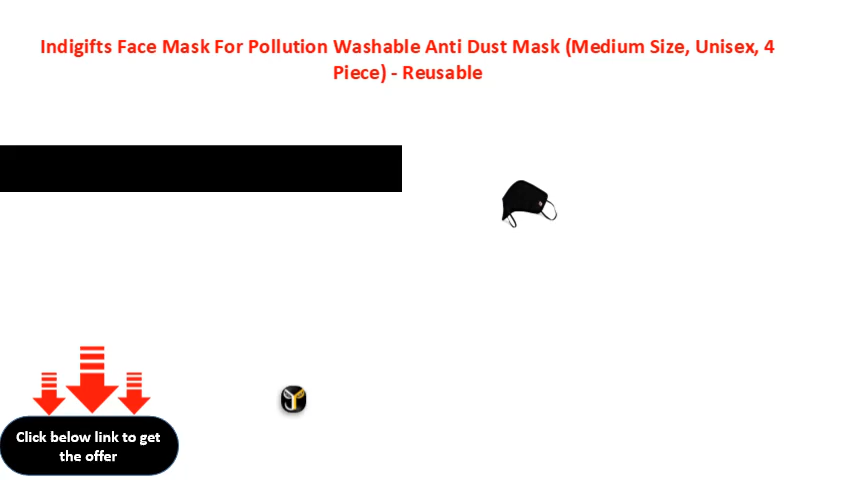 Indigifts Face Mask For Pollution Washable Anti Dust Mask (Medium Size, Unisex, 4
Piece) - Reusable
Click below link to get
the offer